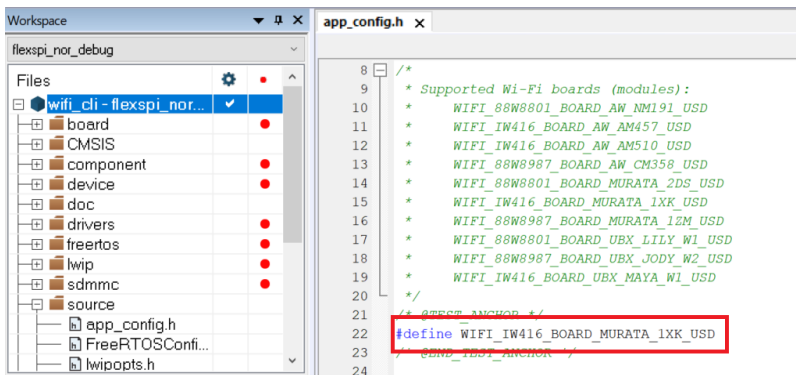 Workspace
flexspi_nor_debug
Files
wifi_cli - flexspi_nor...
board
CMSIS
component
device
doc
drivers
freertos
lwip
sdmmc
source
app_config.h
FreeRTOSConfi...
lwipopts.h
app_config.h x
8 /*
9 * Supported Wi-Fi boards (modules):
10 * WIFI_88W8801_BOARD_AW_NM191_USD
11 * WIFI_IW416_BOARD_AW_AM457_USD
12 * WIFI_IW416_BOARD_AW_AM510_USD
13 * WIFI_88W8987_BOARD_AW_CM358_USD
14 * WIFI_88W8801_BOARD_MURATA_2DS_USD
15 * WIFI_IW416_BOARD_MURATA_1XK_USD
16 * WIFI_88W8987_BOARD_MURATA_1ZM_USD
17 * WIFI_88W8801_BOARD_UBX_LILY_W1_USD
18 * WIFI_88W8987_BOARD_UBX_JODY_W2_USD
19 * WIFI_IW416_BOARD_UBX_MAYA_W1_USD
20 */
21 /* @TEST_ANCHOR */
22 #define WIFI_IW416_BOARD_MURATA_1XK_USD
23 /* @END_TEST_ANCHOR */
24